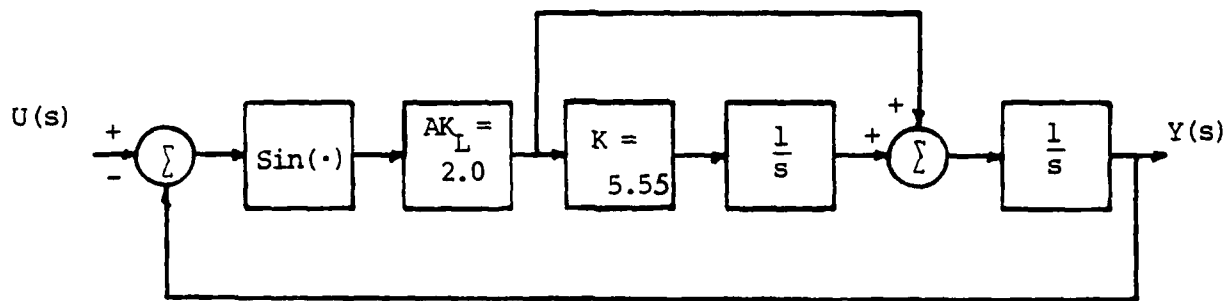 U(s)
+
-
Σ
Sin(·)
AK_L =
2.0
K =
5.55
1
s
+
+
Σ
1
s
Y(s)